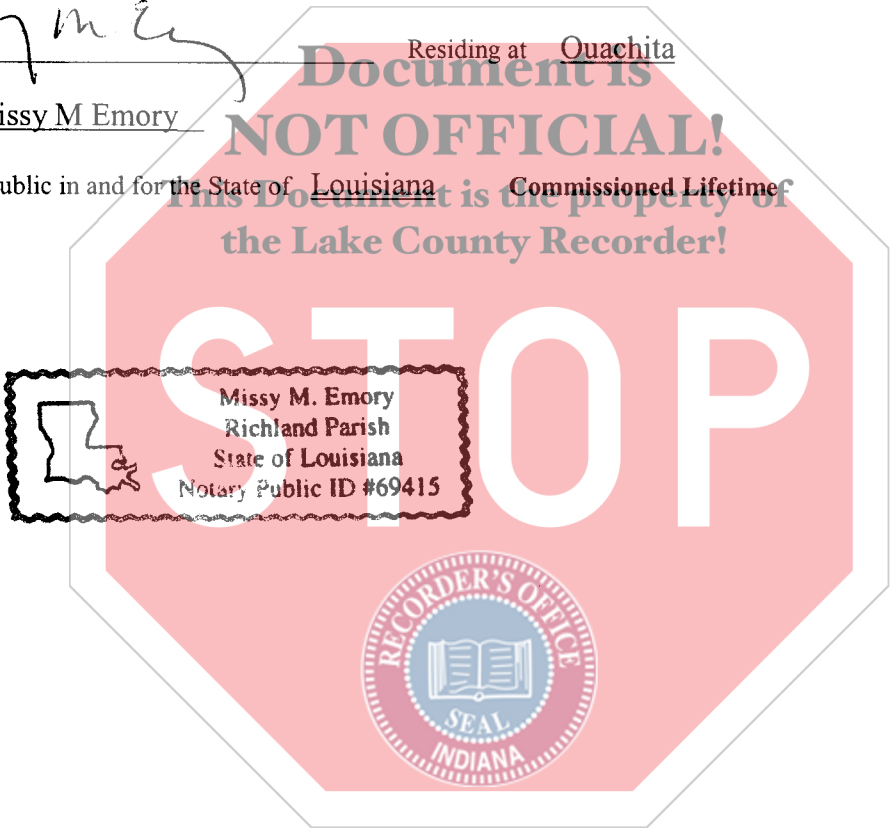 Residing at Ouachita
Document is
issy M Emory
NOT OFFICIAL!
ublic in and for the State of Louisiana Commissioned Lifetime
This Document is the property of
the Lake County Recorder!
STOP
Missy M. Emory
Richland Parish
State of Louisiana
Notary Public ID #69415
RECORDER'S OFFICE
SEAL
INDIANA